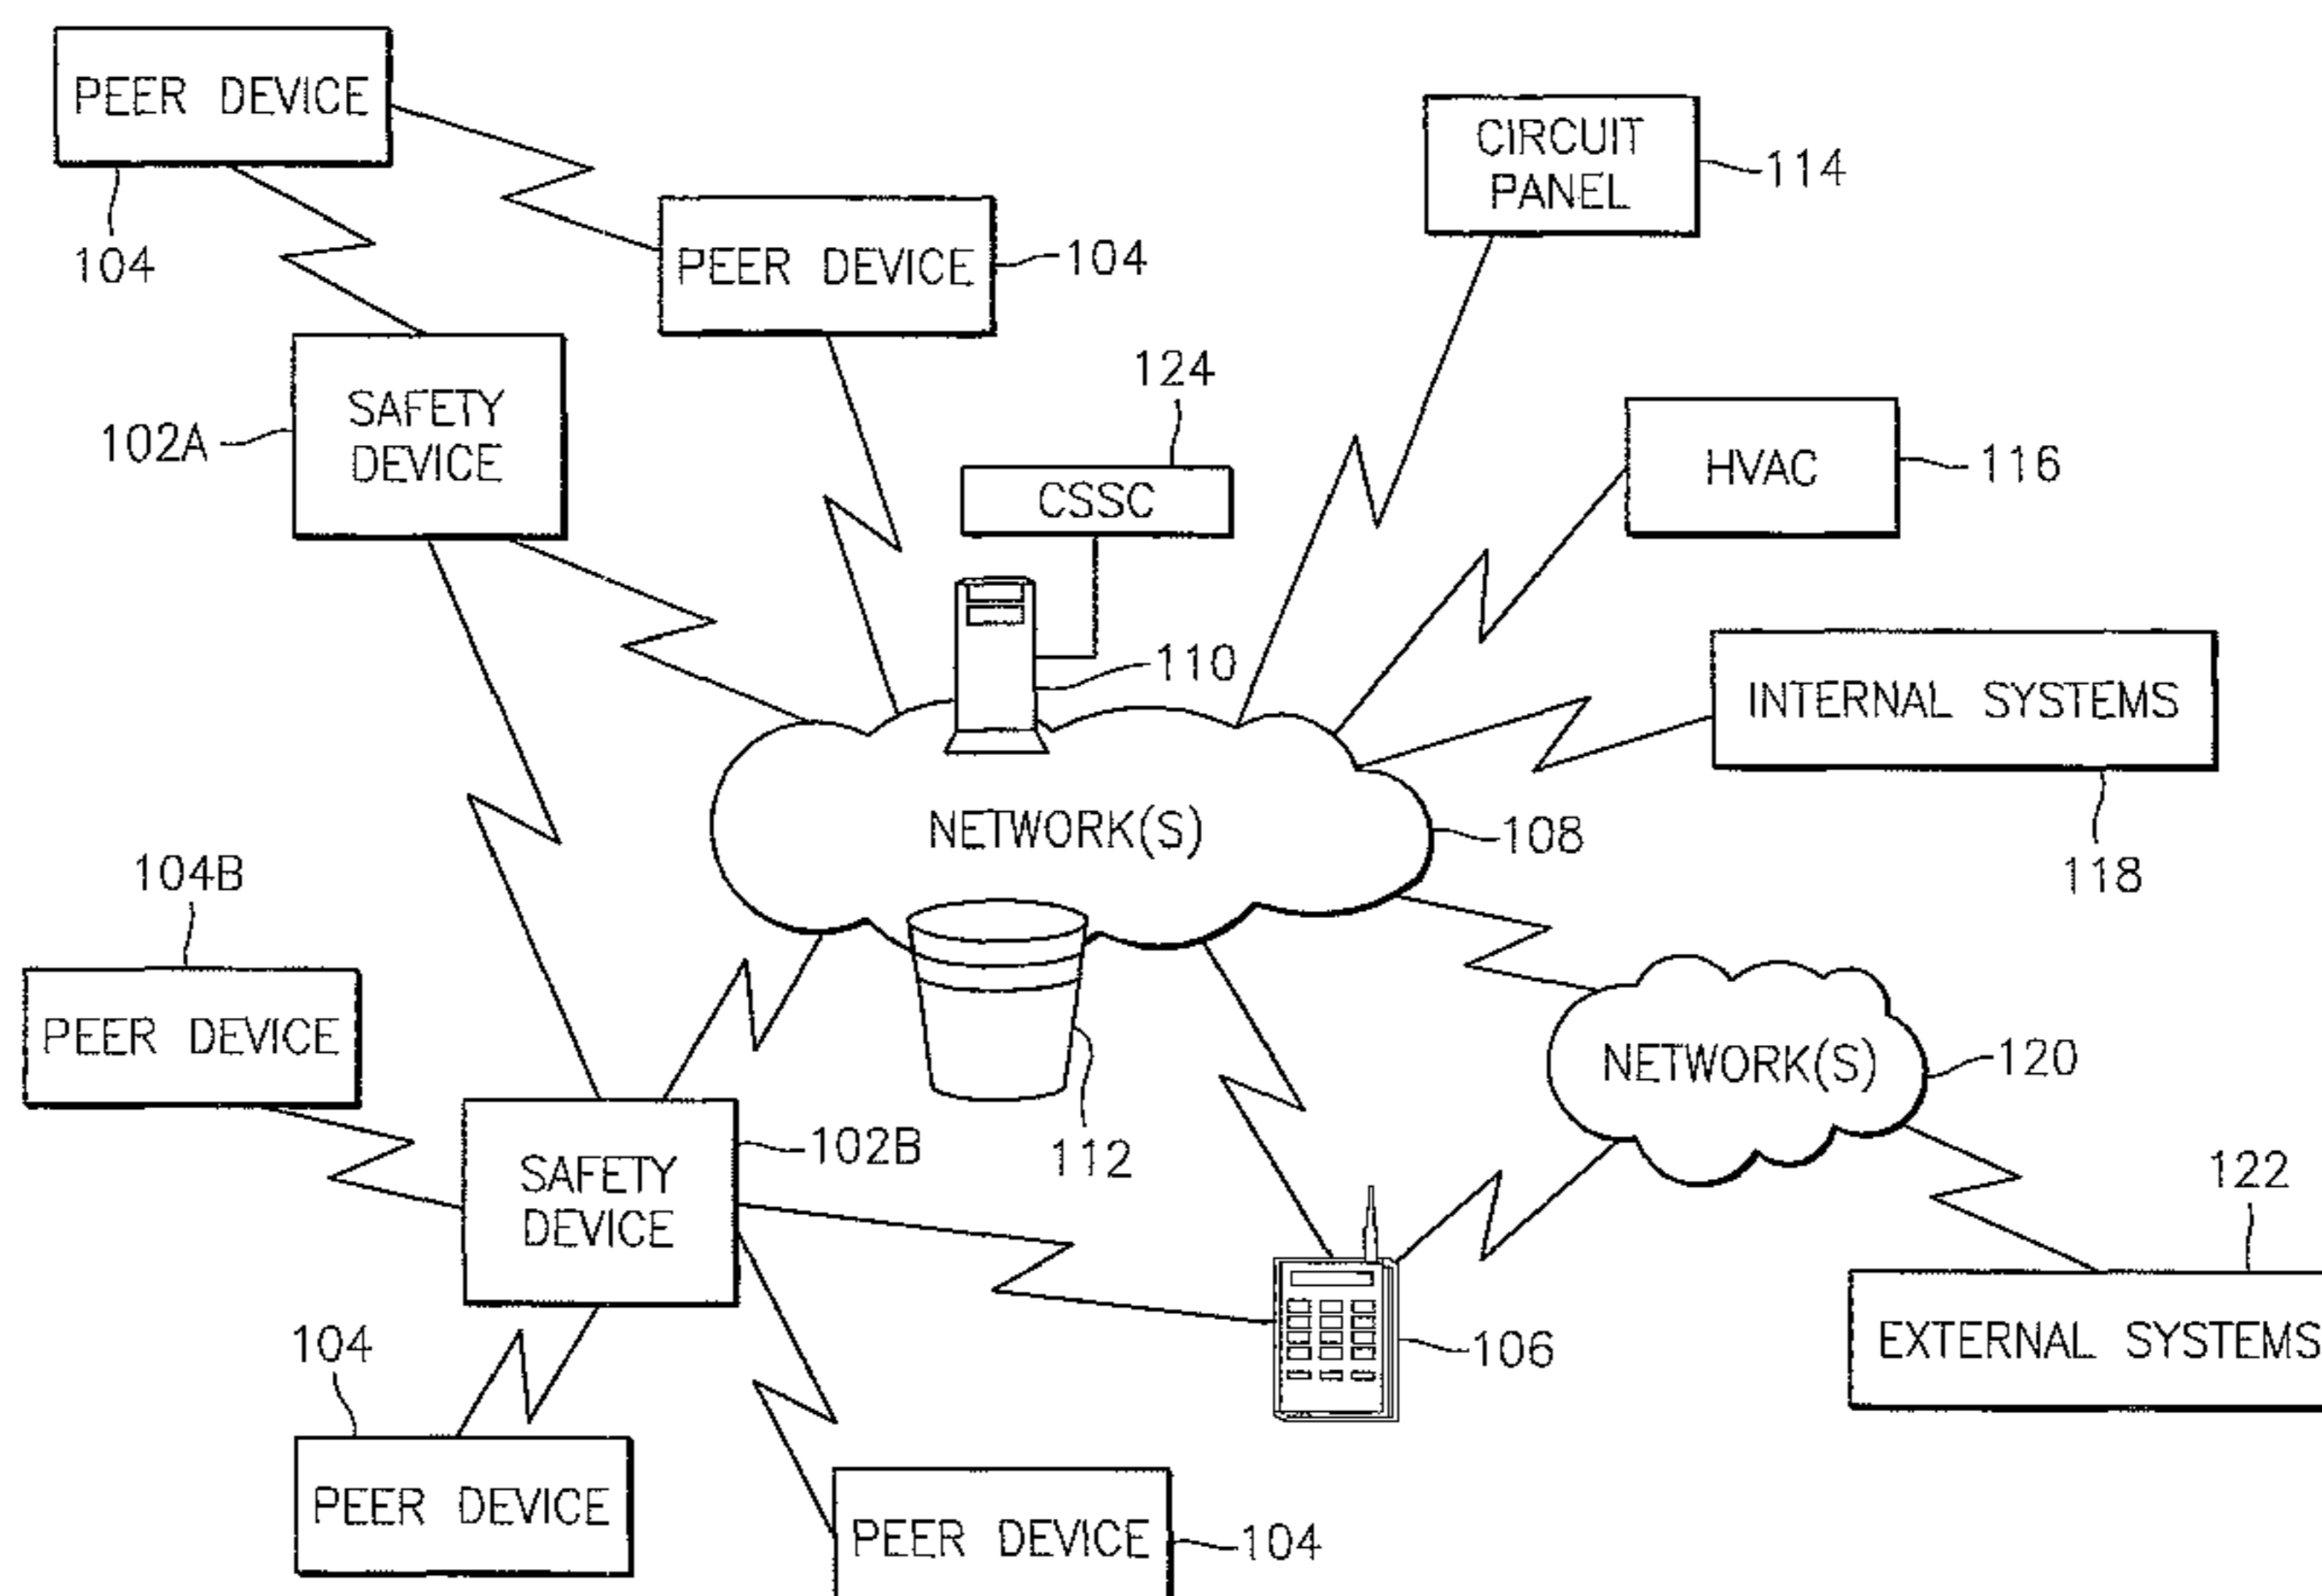 PEER DEVICE
104
PEER DEVICE
104
CIRCUIT
PANEL
114
SAFETY
DEVICE
102A
124
CSSC
HVAC
116
110
INTERNAL SYSTEMS
118
NETWORK(S)
108
104B
PEER DEVICE
NETWORK(S)
120
SAFETY
DEVICE
102B
112
122
EXTERNAL SYSTEMS
106
104
PEER DEVICE
PEER DEVICE
104